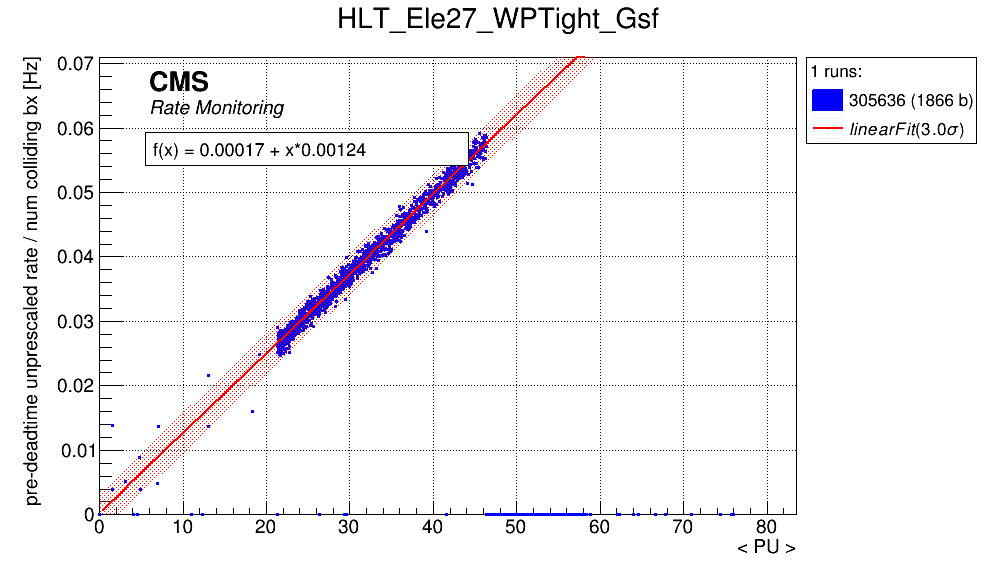 HLT_Ele27_WPTight_Gsf
pre-deadtime unprescaled rate / num colliding bx [Hz]
0.07
0.06
0.05
0.04
0.03
0.02
0.01
0
CMS
Rate Monitoring
f(x) = 0.00017 + x*0.00124
0 10 20 30 40 50 60 70 80
< PU >
1 runs:
305636 (1866 b)
linearFit(3.0σ)